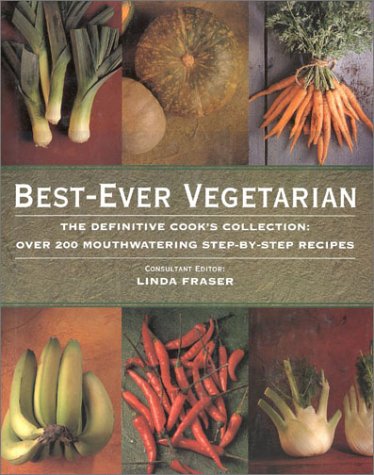 BEST-EVER VEGETARIAN
THE DEFINITIVE COOK'S COLLECTION:
OVER 200 MOUTHWATERING STEP-BY-STEP RECIPES
CONSULTANT EDITOR:
LINDA FRASER